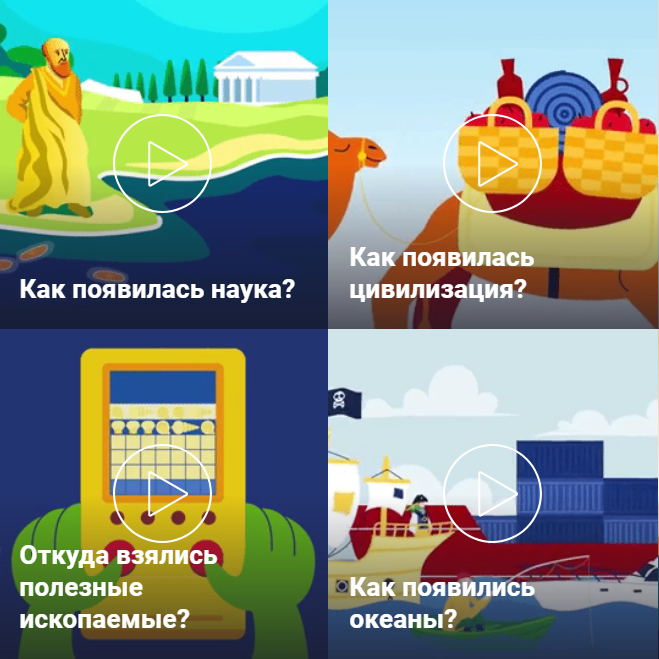 Как появилась наука?
Как появилась
цивилизация?
Откуда взялись
полезные
ископаемые?
Как появились
океаны?